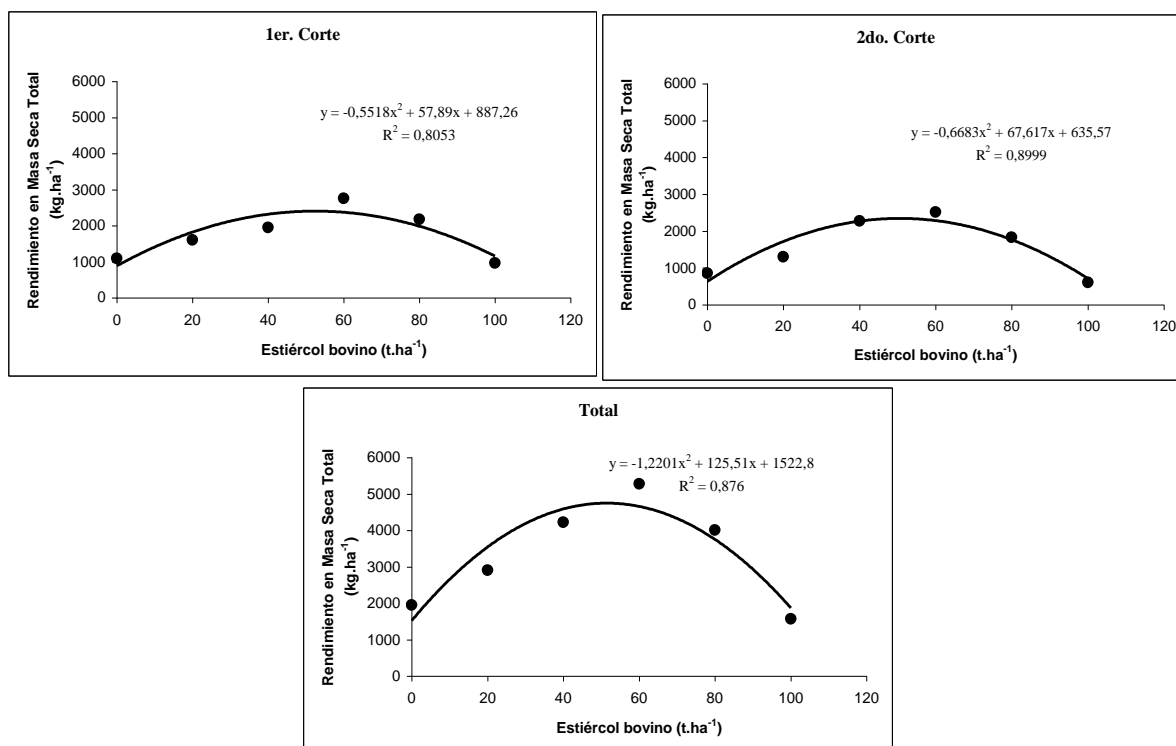 1er. Corte
Rendimiento en Masa Seca Total
(kg.ha⁻¹)
6000
5000
4000
3000
2000
1000
0
y = -0,5518x² + 57,89x + 887,26
R² = 0,8053
0 20 40 60 80 100 120
Estiércol bovino (t.ha⁻¹)
2do. Corte
Rendimiento en Masa Seca Total
(kg.ha⁻¹)
6000
5000
4000
3000
2000
1000
0
y = -0,6683x² + 67,617x + 635,57
R² = 0,8999
0 20 40 60 80 100 120
Estiércol bovino (t.ha⁻¹)
Total
Rendimiento en Masa Seca Total
(kg.ha⁻¹)
6000
5000
4000
3000
2000
1000
0
y = -1,2201x² + 125,51x + 1522,8
R² = 0,876
0 20 40 60 80 100 120
Estiércol bovino (t.ha⁻¹)